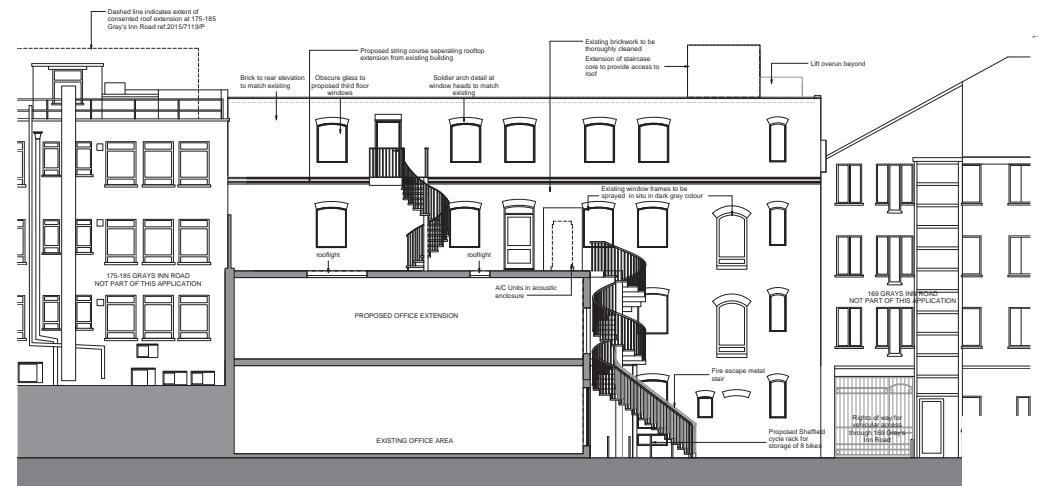 Dashed line indicates extent of
consented roof extension at 175-185
Gray's Inn Road ref.2015/7119/P
Proposed string course seperating rooftop
extension from existing building
Existing brickwork to be
thoroughly cleaned
Extension of staircase
core to provide access to
roof
Lift overun beyond
Brick to rear elevation
to match existing
Obscure glass to
proposed third floor
windows
Soldier arch detail at
window heads to match
existing
Existing window frames to be
sprayed in situ in dark grey colour
rooflight
rooflight
175-185 GRAYS INN ROAD
NOT PART OF THIS APPLICATION
A/C Units in acoustic
enclosure
169 GRAYS INN ROAD
NOT PART OF THIS APPLICATION
PROPOSED OFFICE EXTENSION
Fire escape metal
stair
EXISTING OFFICE AREA
Proposed Sheffield
cycle rack for
storage of 8 bikes
Rights of way for
vehicular access
through 169 Gray's
Inn Road